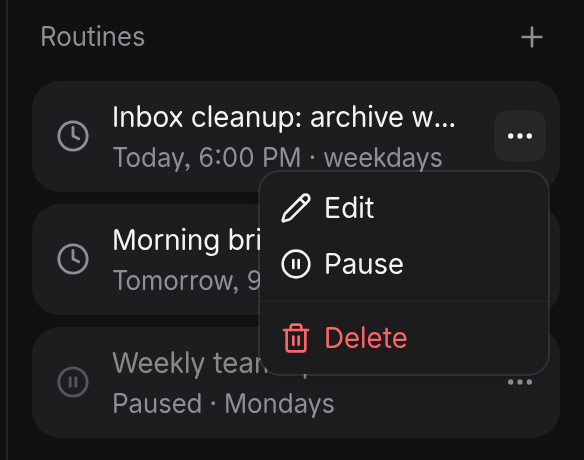 Routines
Inbox cleanup: archive w...
Today, 6:00 PM · weekdays
Edit
Morning bri
Pause
Tomorrow, 9
Delete
Weekly team
Paused · Mondays